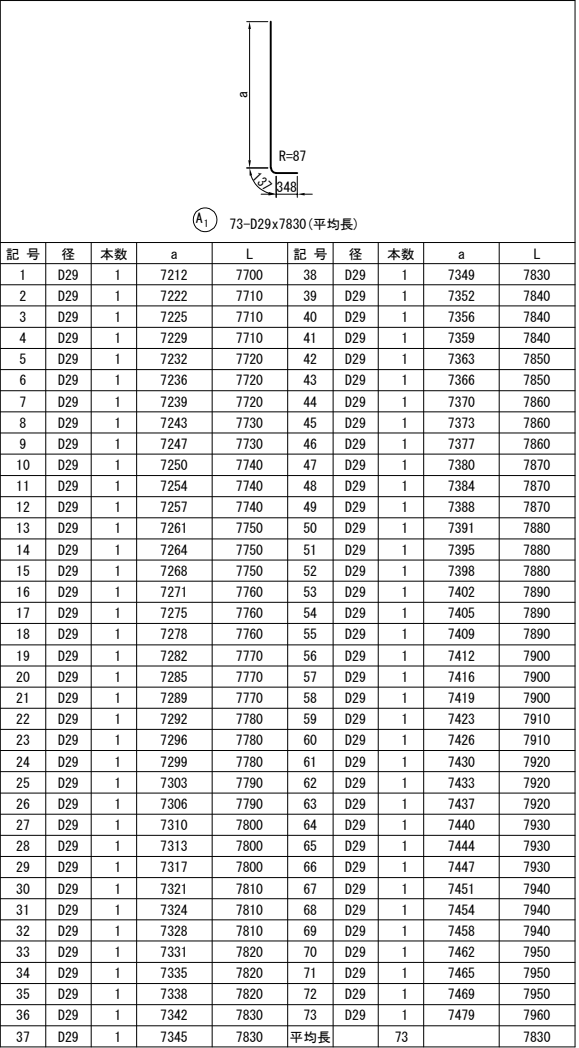 a
R=87
137
348
A1 73-D29x7830(平均長)
記 号 径 本数 a L 記 号 径 本数 a L
1 D29 1 7212 7700 38 D29 1 7349 7830
2 D29 1 7222 7710 39 D29 1 7352 7840
3 D29 1 7225 7710 40 D29 1 7356 7840
4 D29 1 7229 7710 41 D29 1 7359 7840
5 D29 1 7232 7720 42 D29 1 7363 7850
6 D29 1 7236 7720 43 D29 1 7366 7850
7 D29 1 7239 7720 44 D29 1 7370 7860
8 D29 1 7243 7730 45 D29 1 7373 7860
9 D29 1 7247 7730 46 D29 1 7377 7860
10 D29 1 7250 7740 47 D29 1 7380 7870
11 D29 1 7254 7740 48 D29 1 7384 7870
12 D29 1 7257 7740 49 D29 1 7388 7870
13 D29 1 7261 7750 50 D29 1 7391 7880
14 D29 1 7264 7750 51 D29 1 7395 7880
15 D29 1 7268 7750 52 D29 1 7398 7880
16 D29 1 7271 7760 53 D29 1 7402 7890
17 D29 1 7275 7760 54 D29 1 7405 7890
18 D29 1 7278 7760 55 D29 1 7409 7890
19 D29 1 7282 7770 56 D29 1 7412 7900
20 D29 1 7285 7770 57 D29 1 7416 7900
21 D29 1 7289 7770 58 D29 1 7419 7900
22 D29 1 7292 7780 59 D29 1 7423 7910
23 D29 1 7296 7780 60 D29 1 7426 7910
24 D29 1 7299 7780 61 D29 1 7430 7920
25 D29 1 7303 7790 62 D29 1 7433 7920
26 D29 1 7306 7790 63 D29 1 7437 7920
27 D29 1 7310 7800 64 D29 1 7440 7930
28 D29 1 7313 7800 65 D29 1 7444 7930
29 D29 1 7317 7800 66 D29 1 7447 7930
30 D29 1 7321 7810 67 D29 1 7451 7940
31 D29 1 7324 7810 68 D29 1 7454 7940
32 D29 1 7328 7810 69 D29 1 7458 7940
33 D29 1 7331 7820 70 D29 1 7462 7950
34 D29 1 7335 7820 71 D29 1 7465 7950
35 D29 1 7338 7820 72 D29 1 7469 7950
36 D29 1 7342 7830 73 D29 1 7479 7960
37 D29 1 7345 7830 平均長 73 7830